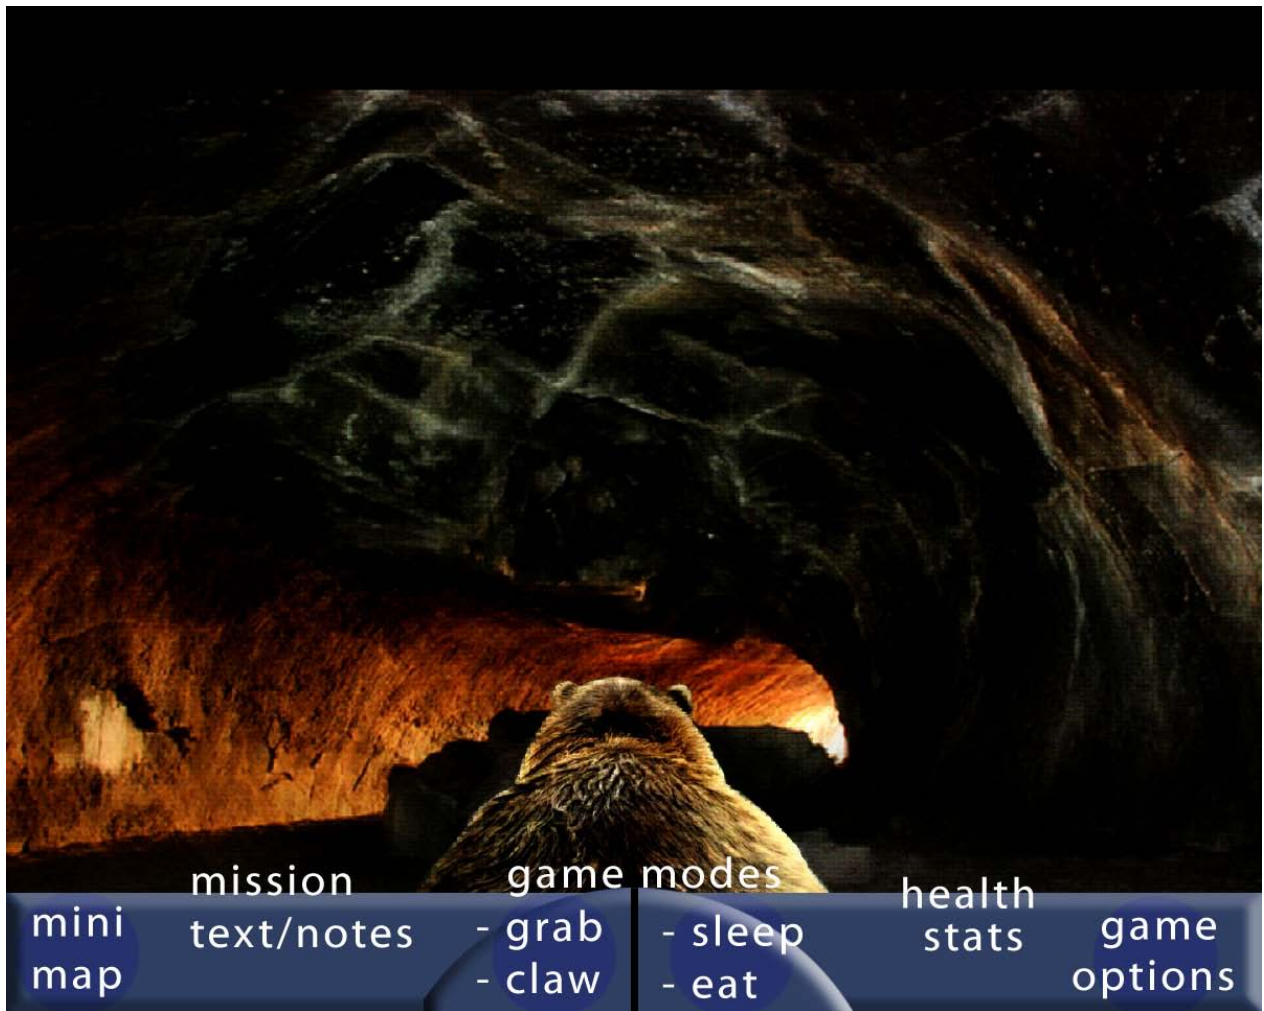 mini
map
mission
text/notes
game modes
- grab
- claw
- sleep
- eat
health
stats
game
options